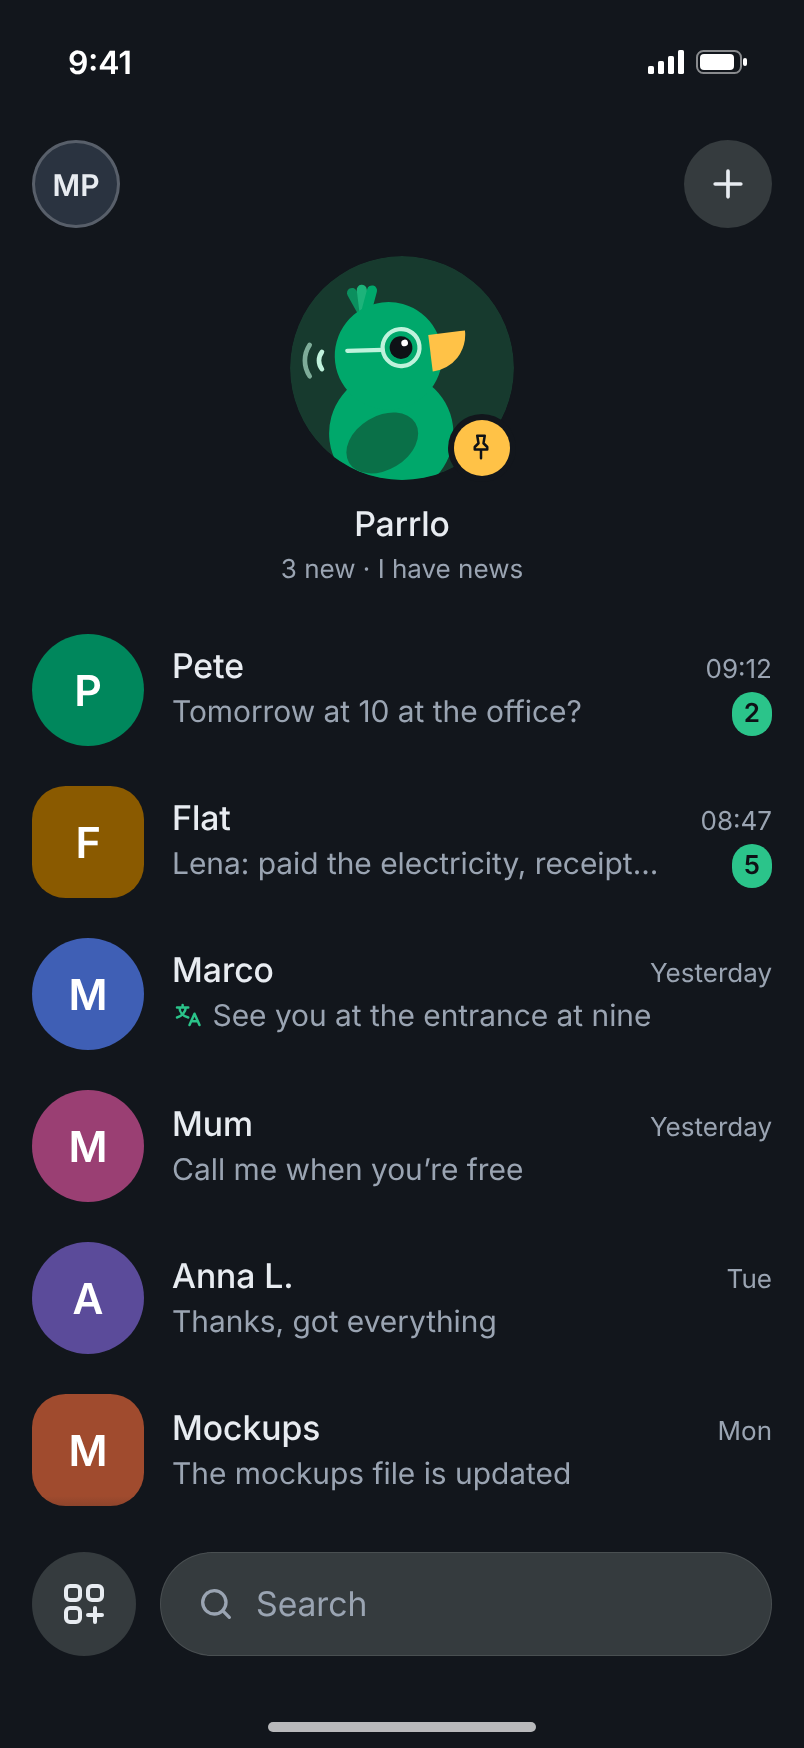 9:41
MP
Parrlo
3 new · I have news
P
Pete
09:12
Tomorrow at 10 at the office?
2
F
Flat
08:47
Lena: paid the electricity, receipt...
5
M
Marco
Yesterday
See you at the entrance at nine
M
Mum
Yesterday
Call me when you’re free
A
Anna L.
Tue
Thanks, got everything
M
Mockups
Mon
The mockups file is updated
Search